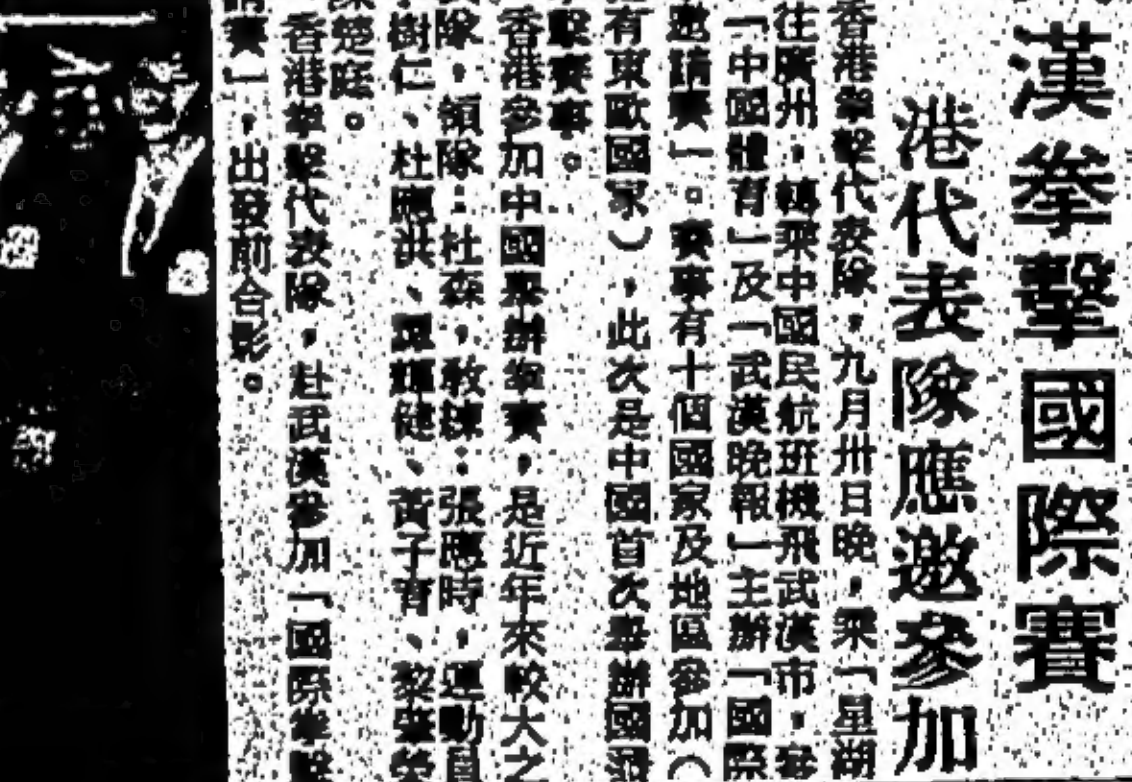 漢拳擊國際賽
港代表隊應邀參加
香港拳擊代表隊，九月卅日晚，乘「星湖
往廣州，轉乘中國民航班機飛武漢市，參
「中國體育」及「武漢晚報」主辦「國際
邀請賽」。賽事有十個國家及地區參加（
有東歐國家），此次是中國首次舉辦國
擊賽事。
香港參加中國舉辦拳賽，是近年來較大之
隊，領隊：杜森，教練：張應時，運動員
樹仁、杜應洪、健、黃子育、黎
楚庭。
香港拳擊代表隊，赴武漢參加「國際拳擊
請賽」，出發前合影。